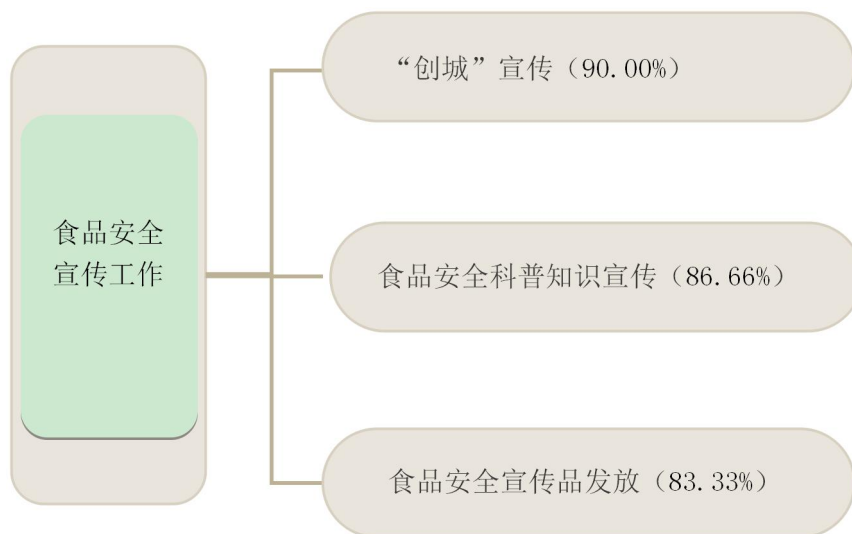 “创城”宣传（90.00%）
食品安全
宣传工作
食品安全科普知识宣传（86.66%）
食品安全宣传品发放（83.33%）